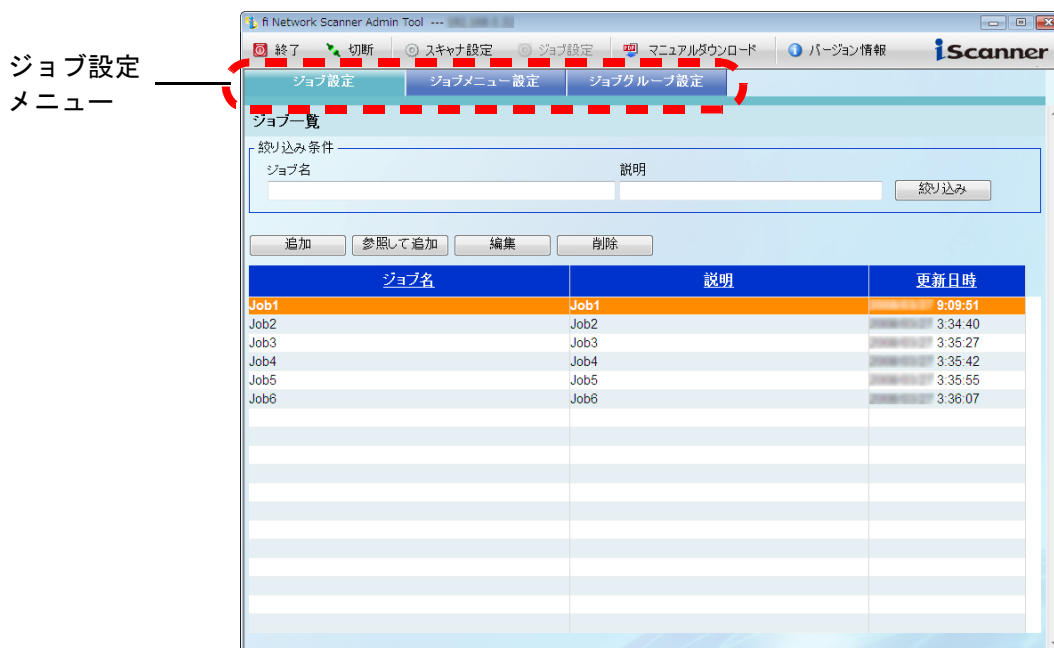 fi Network Scanner Admin Tool ---
終了 切断 スキャナ設定 ジョブ設定 マニュアルダウンロード バージョン情報 iScanner
ジョブ設定
メニュー
ジョブ設定 ジョブメニュー設定 ジョブグループ設定
ジョブ一覧
絞り込み条件
ジョブ名 説明
絞り込み
追加 参照して追加 編集 削除
ジョブ名 説明 更新日時
Job1 Job1 9:09:51
Job2 Job2 3:34:40
Job3 Job3 3:35:27
Job4 Job4 3:35:42
Job5 Job5 3:35:55
Job6 Job6 3:36:07